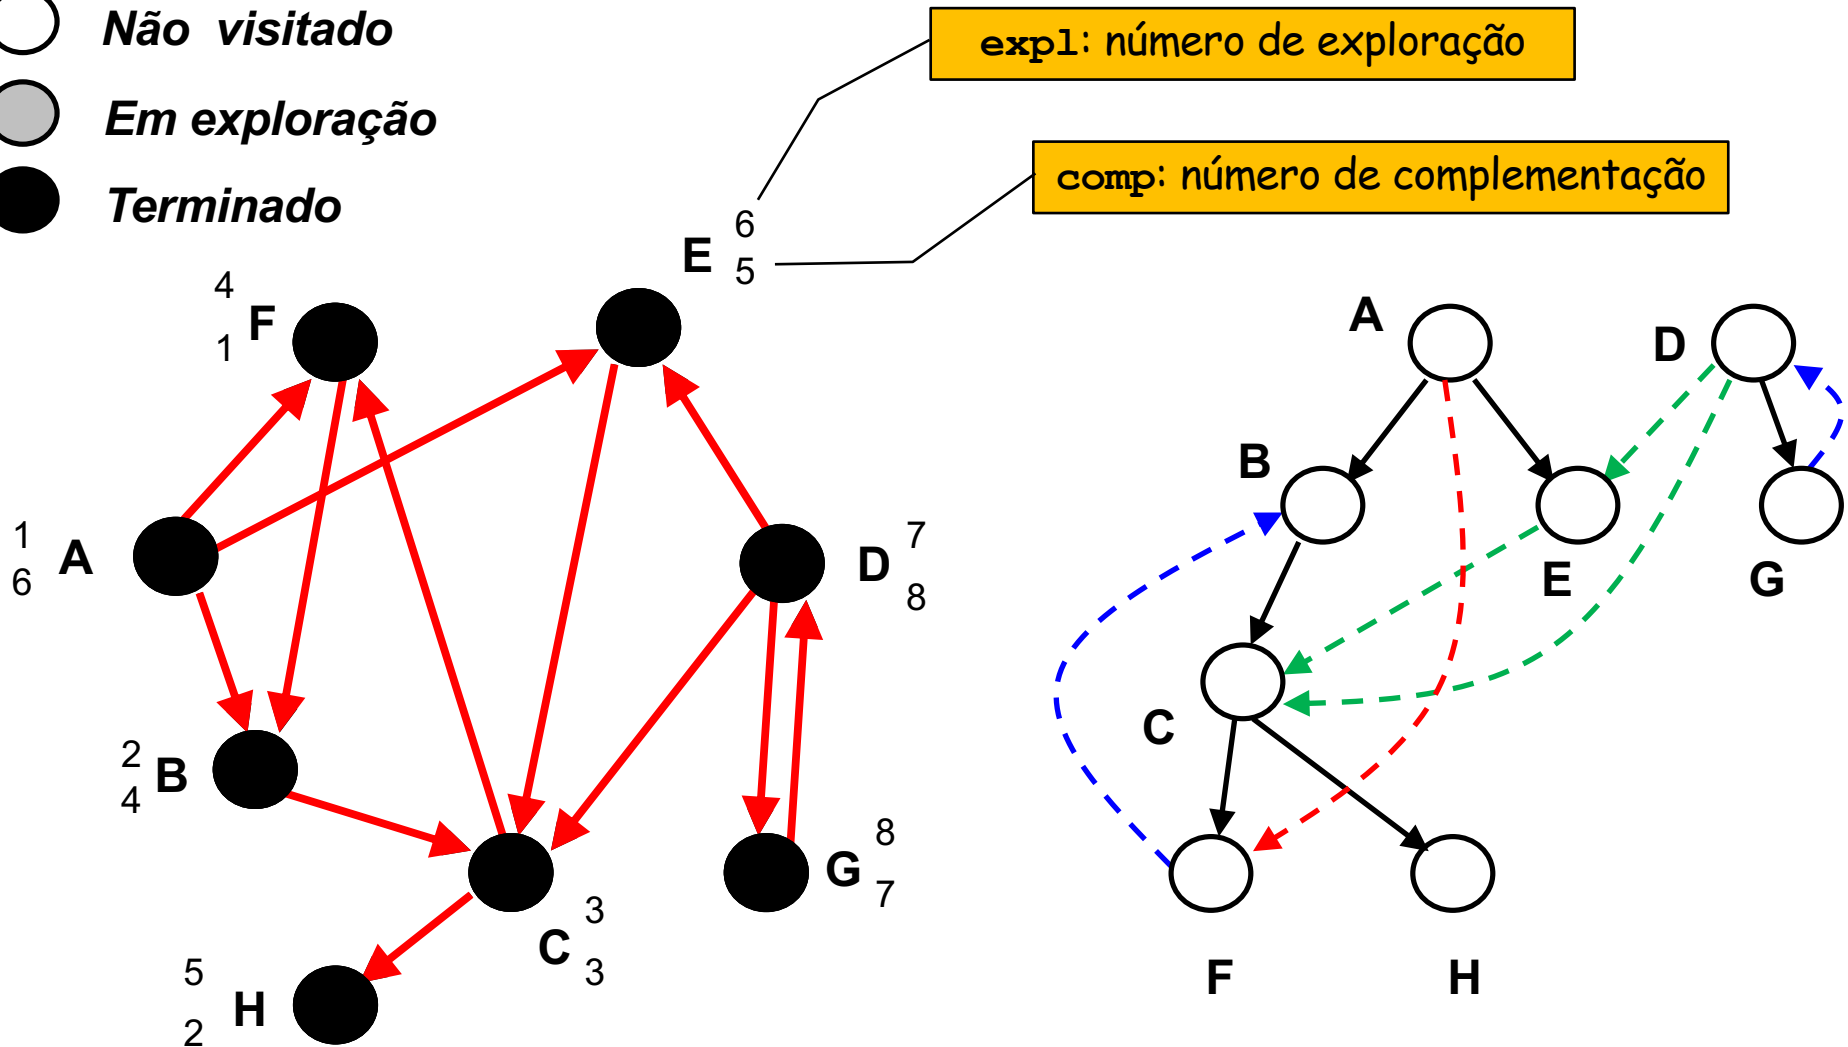 Não visitado
Em exploração
Terminado
expl: número de exploração
comp: número de complementação
E 6
5
4
F
1
1
A
6
D 7
8
2
B
4
G 8
7
C 3
3
5
H
2
A
D
B
E
G
C
F
H